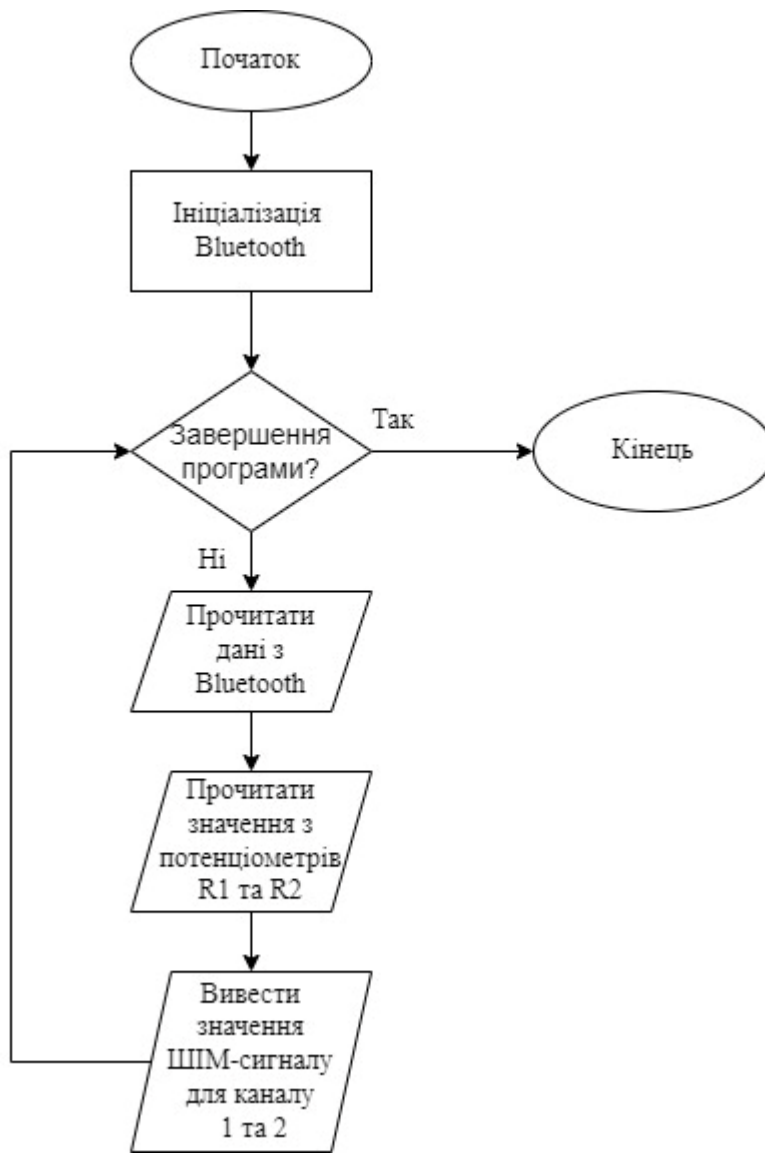 Початок
Ініціалізація
Bluetooth
Завершення
програми?
Так
Кінець
Ні
Прочитати
дані з
Bluetooth
Прочитати
значення з
потенціометрів
R1 та R2
Вивести
значення
ШІМ-сигналу
для каналу
1 та 2